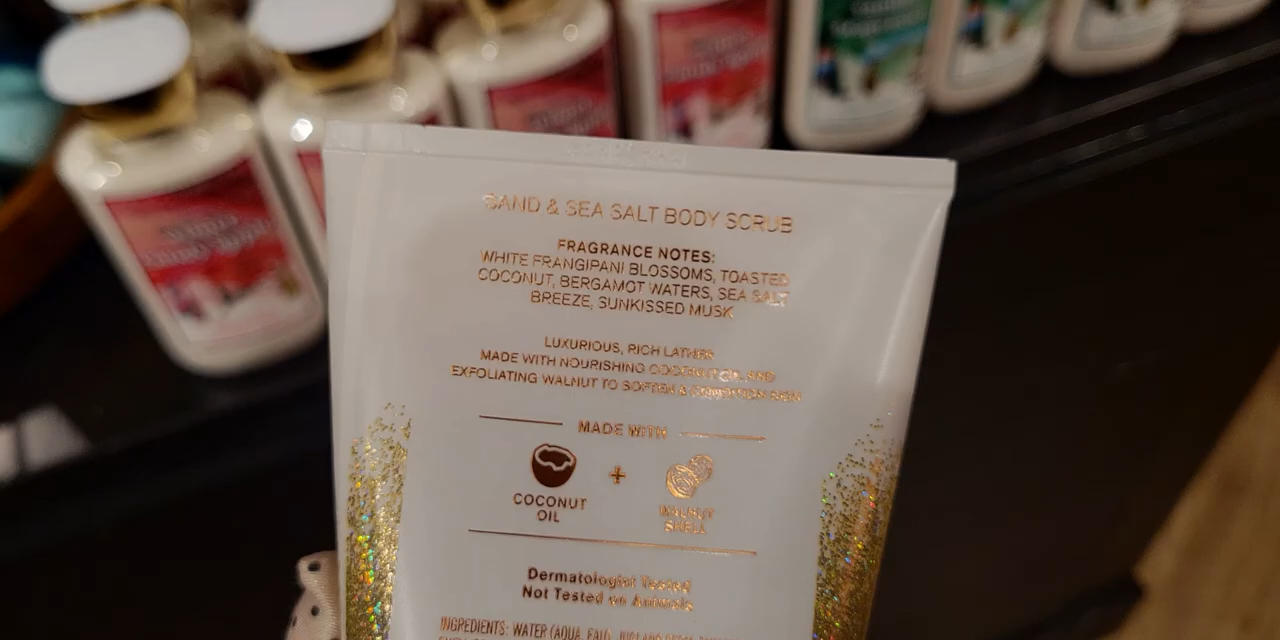 SAND & SEA SALT BODY SCRUB
FRAGRANCE NOTES:
WHITE FRANGIPANI BLOSSOMS, TOASTED
COCONUT, BERGAMOT WATERS, SEA SALT
BREEZE, SUNKISSED MUSK
LUXURIOUS, RICH LATHER
MADE WITH NOURISHING COCONUT OIL AND
EXFOLIATING WALNUT TO SOFTEN & CONDITION SKIN
MADE WITH
COCONUT
OIL
+
WALNUT
SHELL
Dermatologist Tested
Not Tested on Animals
INGREDIENTS: WATER (AQUA, EAU),